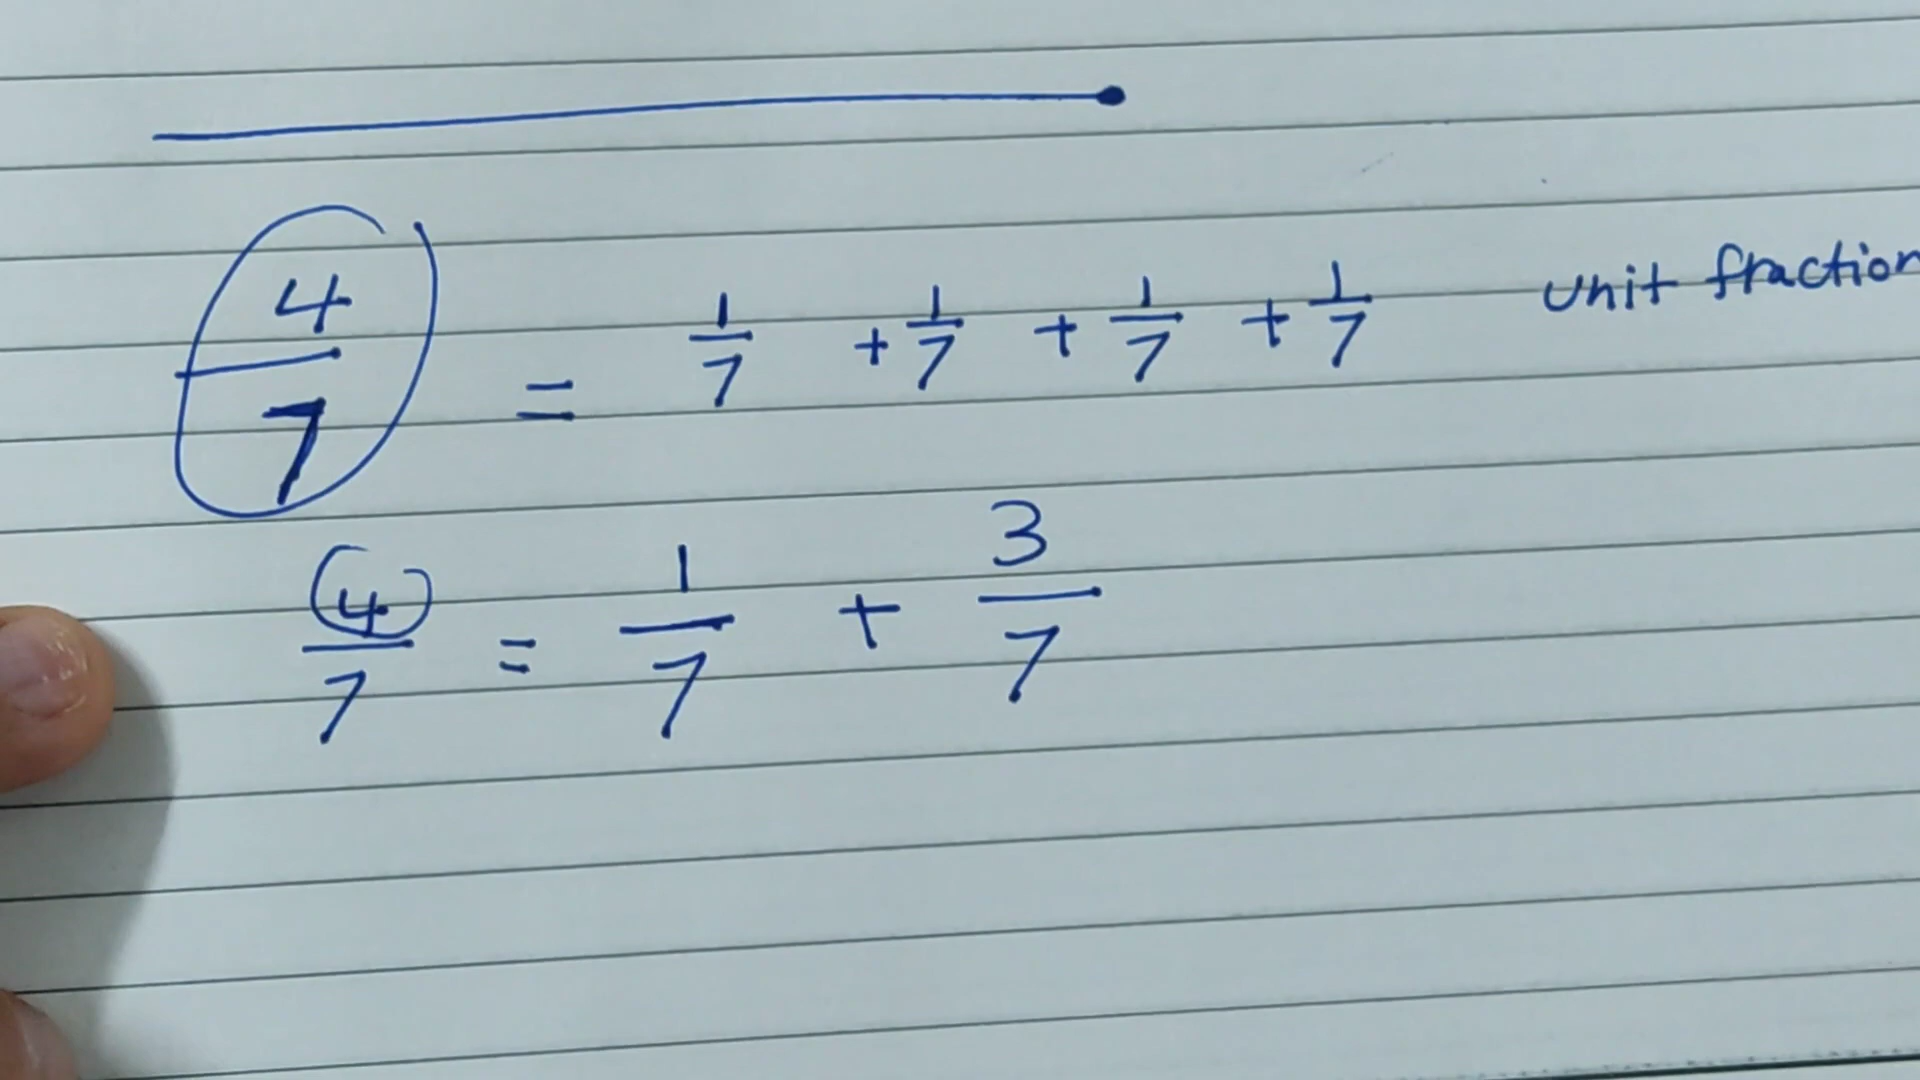 4/7 = 1/7 + 1/7 + 1/7 + 1/7 unit fraction
4/7 = 1/7 + 3/7